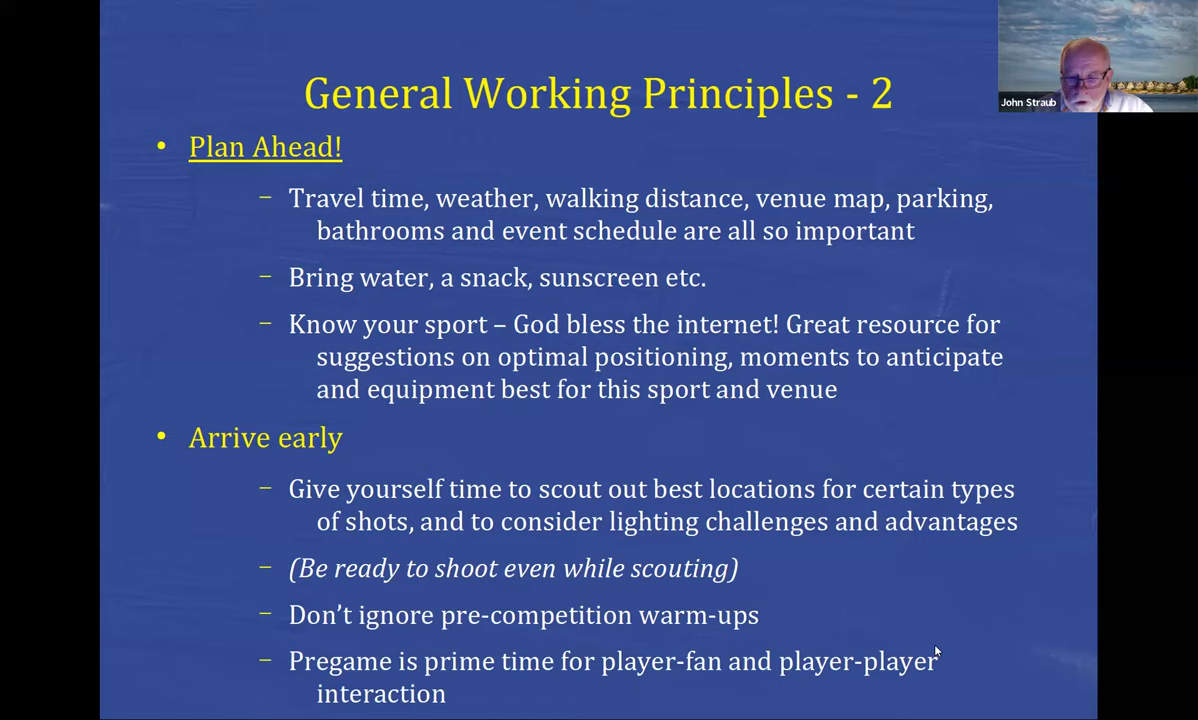 General Working Principles - 2
John Straub
• Plan Ahead!
– Travel time, weather, walking distance, venue map, parking,
bathrooms and event schedule are all so important
– Bring water, a snack, sunscreen etc.
– Know your sport – God bless the internet! Great resource for
suggestions on optimal positioning, moments to anticipate
and equipment best for this sport and venue
• Arrive early
– Give yourself time to scout out best locations for certain types
of shots, and to consider lighting challenges and advantages
– (Be ready to shoot even while scouting)
– Don’t ignore pre-competition warm-ups
– Pregame is prime time for player-fan and player-player
interaction